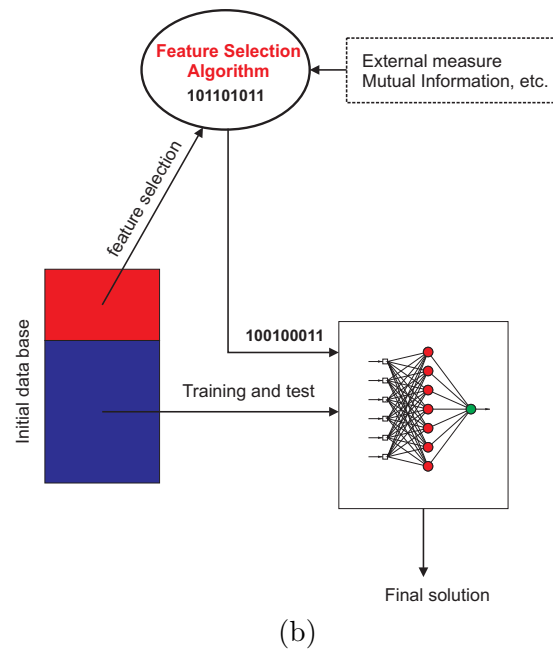 Feature Selection
Algorithm
101101011
External measure
Mutual Information, etc.
feature selection
Initial data base
100100011
Training and test
Final solution
(b)